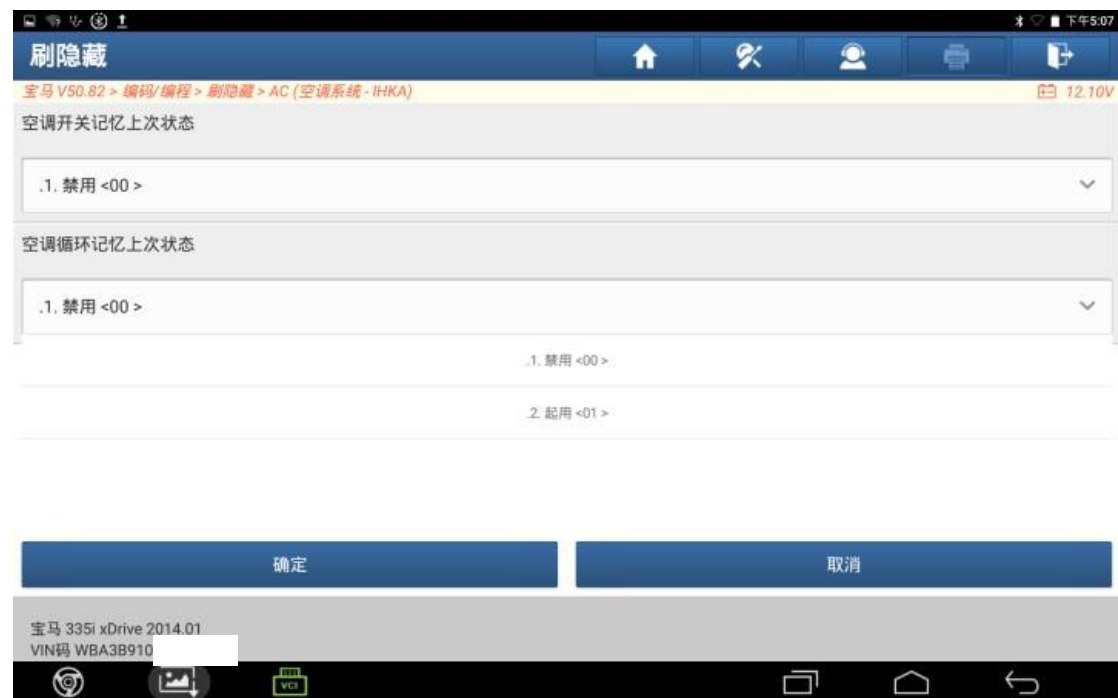 下午5:07
刷隐藏
宝马 V50.82 > 编码/编程 > 刷隐藏 > AC (空调系统 - IHKA)
12.10V
空调开关记忆上次状态
.1. 禁用 <00 >
空调循环记忆上次状态
.1. 禁用 <00 >
.1. 禁用 <00 >
.2. 起用 <01 >
确定
取消
宝马 335i xDrive 2014.01
VIN码 WBA3B910
VCI